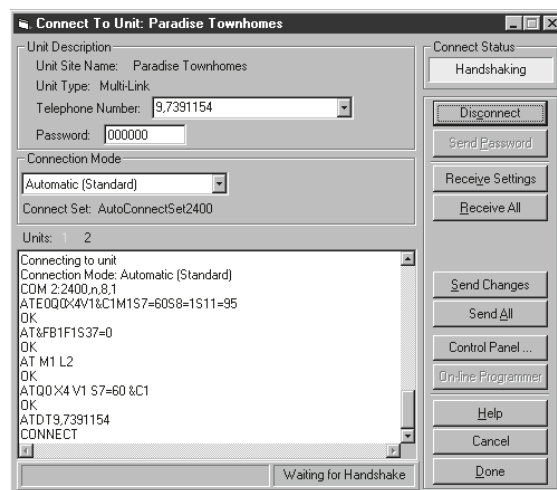 Connect To Unit: Paradise Townhomes
Unit Description
Unit Site Name: Paradise Townhomes
Unit Type: Multi-Link
Telephone Number: 9,7391154
Password: 000000
Connection Mode
Automatic (Standard)
Connect Set: AutoConnectSet2400
Units: 1 2
Connecting to unit
Connection Mode: Automatic (Standard)
COM 2:2400,n,8,1
ATE0Q0X4V1&C1M1S7=60S8=1S11=95
OK
AT&FB1F1S37=0
OK
AT M1 L2
OK
ATQ0 X4 V1 S7=60 &C1
OK
ATDT9,7391154
CONNECT
Waiting for Handshake
Connect Status
Handshaking
Disconnect
Send Password
Receive Settings
Receive All
Send Changes
Send All
Control Panel ...
On-line Programmer
Help
Cancel
Done